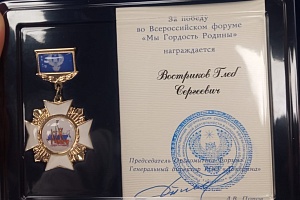 За победу
во Всероссийском форуме
«Мы Гордость Родины»
награждается
Востриков Глеб
Сергеевич
Председатель Оргкомитета Форума
Генеральный директор